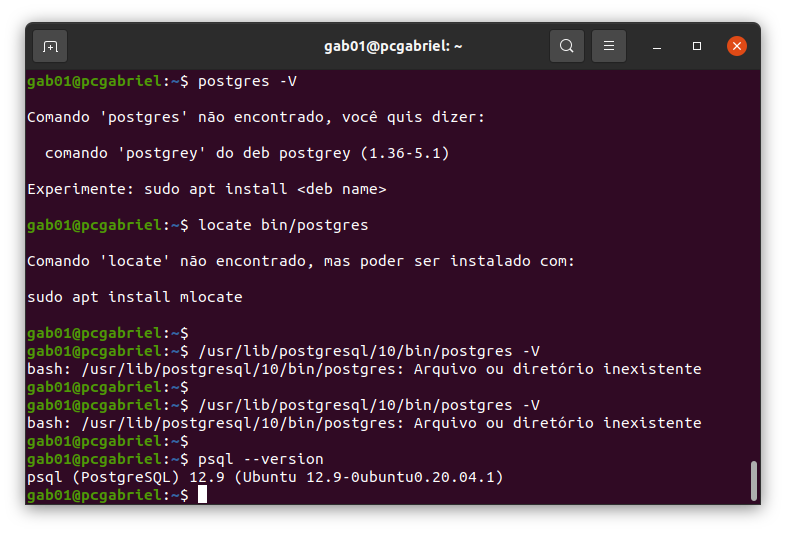 gab01@pcgabriel: ~
gab01@pcgabriel:~$ postgres -V
Comando 'postgres' não encontrado, você quis dizer:
comando 'postgrey' do deb postgrey (1.36-5.1)
Experimente: sudo apt install <deb name>
gab01@pcgabriel:~$ locate bin/postgres
Comando 'locate' não encontrado, mas poder ser instalado com:
sudo apt install mlocate
gab01@pcgabriel:~$
gab01@pcgabriel:~$ /usr/lib/postgresql/10/bin/postgres -V
bash: /usr/lib/postgresql/10/bin/postgres: Arquivo ou diretório inexistente
gab01@pcgabriel:~$
gab01@pcgabriel:~$ /usr/lib/postgresql/10/bin/postgres -V
bash: /usr/lib/postgresql/10/bin/postgres: Arquivo ou diretório inexistente
gab01@pcgabriel:~$
gab01@pcgabriel:~$ psql --version
psql (PostgreSQL) 12.9 (Ubuntu 12.9-0ubuntu0.20.04.1)
gab01@pcgabriel:~$